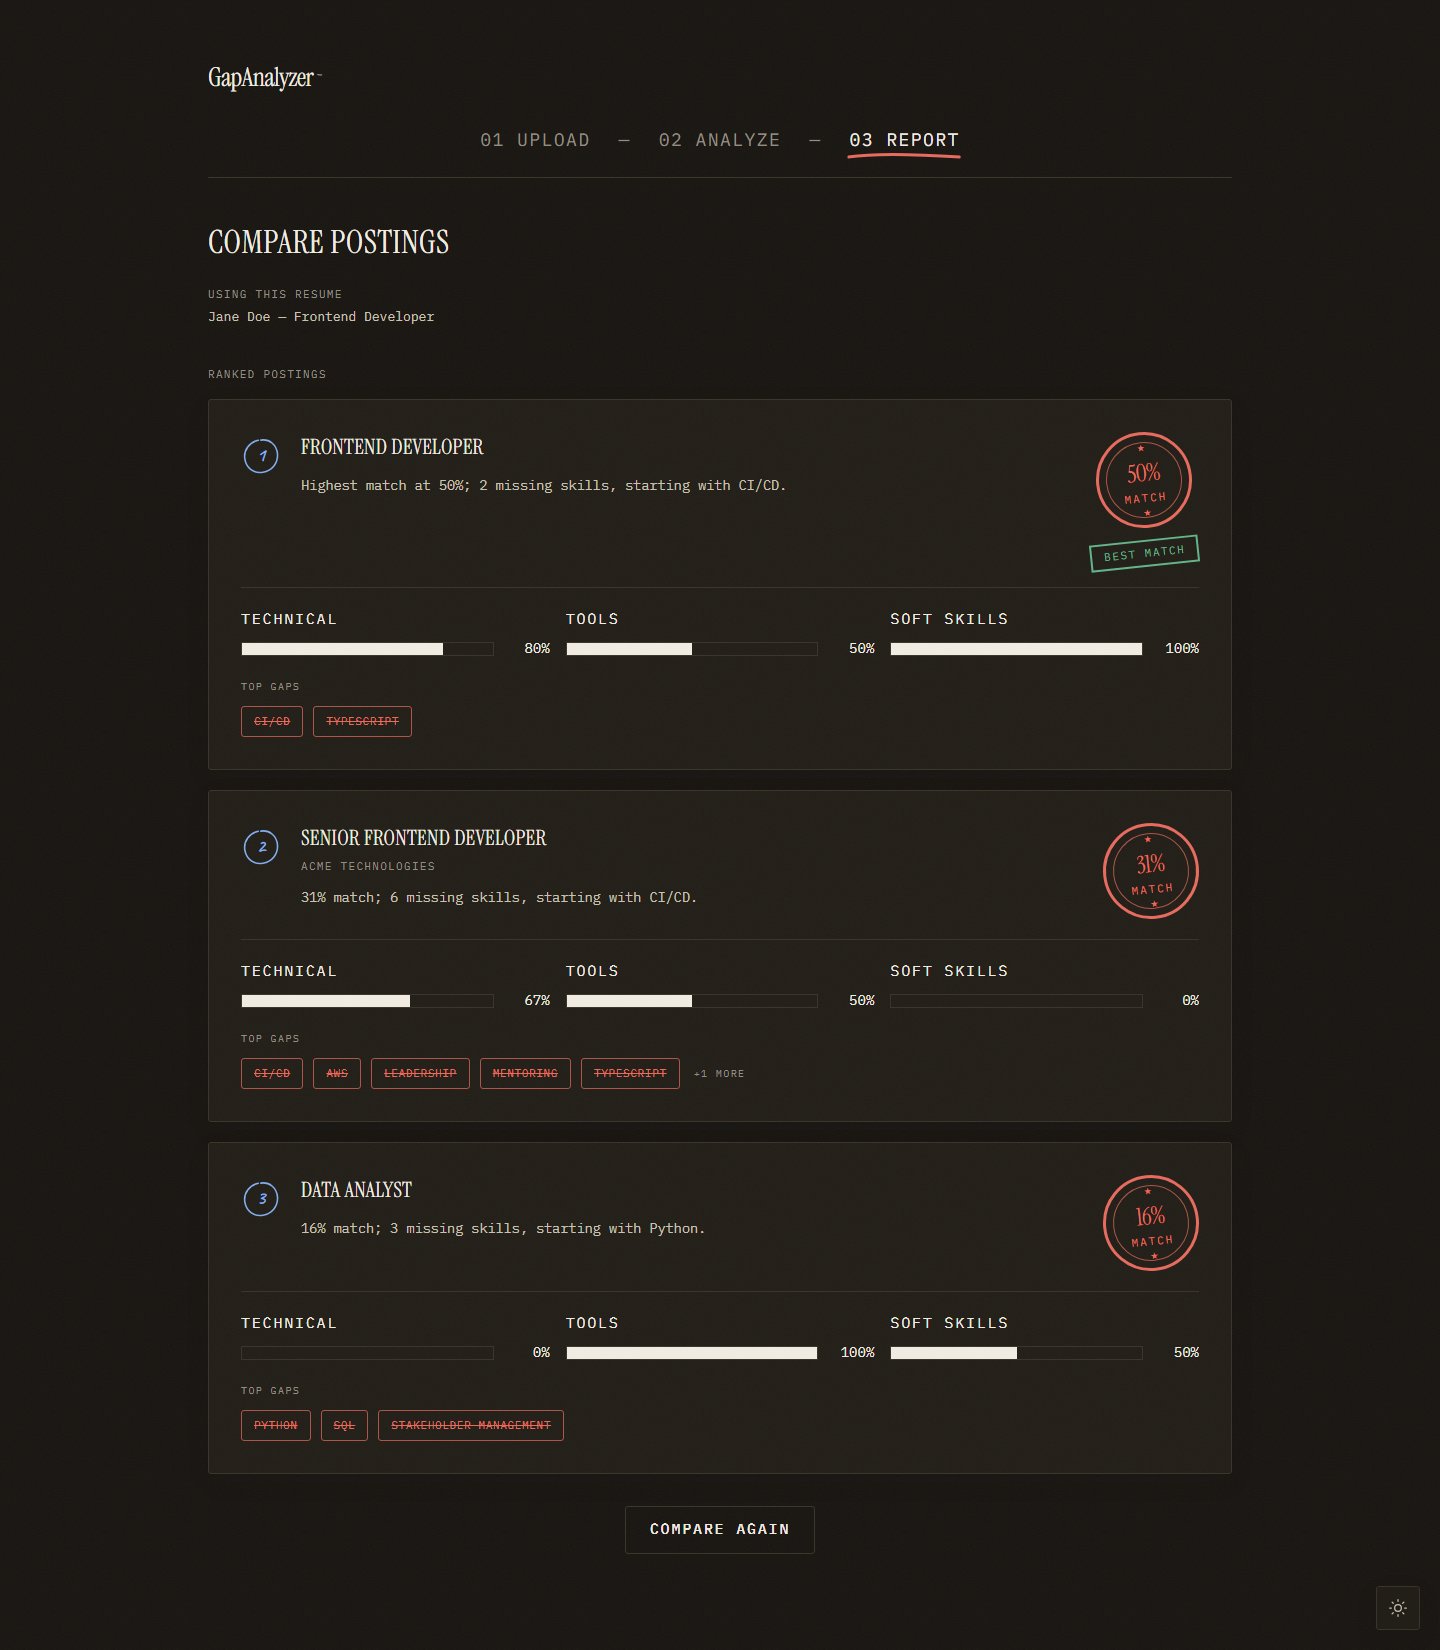 GapAnalyzer™
01 UPLOAD — 02 ANALYZE — 03 REPORT
COMPARE POSTINGS
USING THIS RESUME
Jane Doe — Frontend Developer
RANKED POSTINGS
1 FRONTEND DEVELOPER
Highest match at 50%; 2 missing skills, starting with CI/CD.
50%
MATCH
BEST MATCH
TECHNICAL TOOLS SOFT SKILLS
80% 50% 100%
TOP GAPS
CI/CD TYPESCRIPT
2 SENIOR FRONTEND DEVELOPER
ACME TECHNOLOGIES
31% match; 6 missing skills, starting with CI/CD.
31%
MATCH
TECHNICAL TOOLS SOFT SKILLS
67% 50% 0%
TOP GAPS
CI/CD AWS LEADERSHIP MENTORING TYPESCRIPT +1 MORE
3 DATA ANALYST
16% match; 3 missing skills, starting with Python.
16%
MATCH
TECHNICAL TOOLS SOFT SKILLS
0% 100% 50%
TOP GAPS
PYTHON SQL STAKEHOLDER MANAGEMENT
COMPARE AGAIN